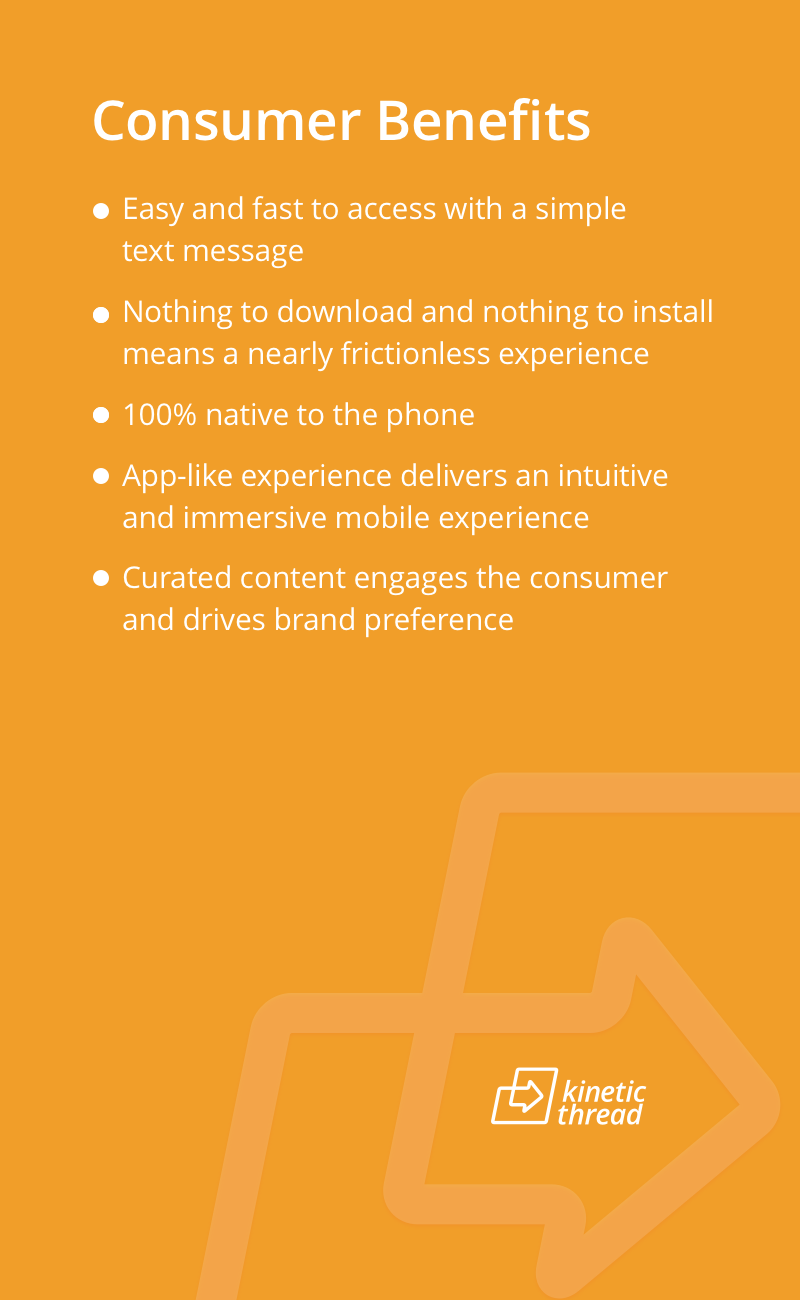 Consumer Benefits
● Easy and fast to access with a simple
text message
● Nothing to download and nothing to install
means a nearly frictionless experience
● 100% native to the phone
● App-like experience delivers an intuitive
and immersive mobile experience
● Curated content engages the consumer
and drives brand preference
kinetic
thread